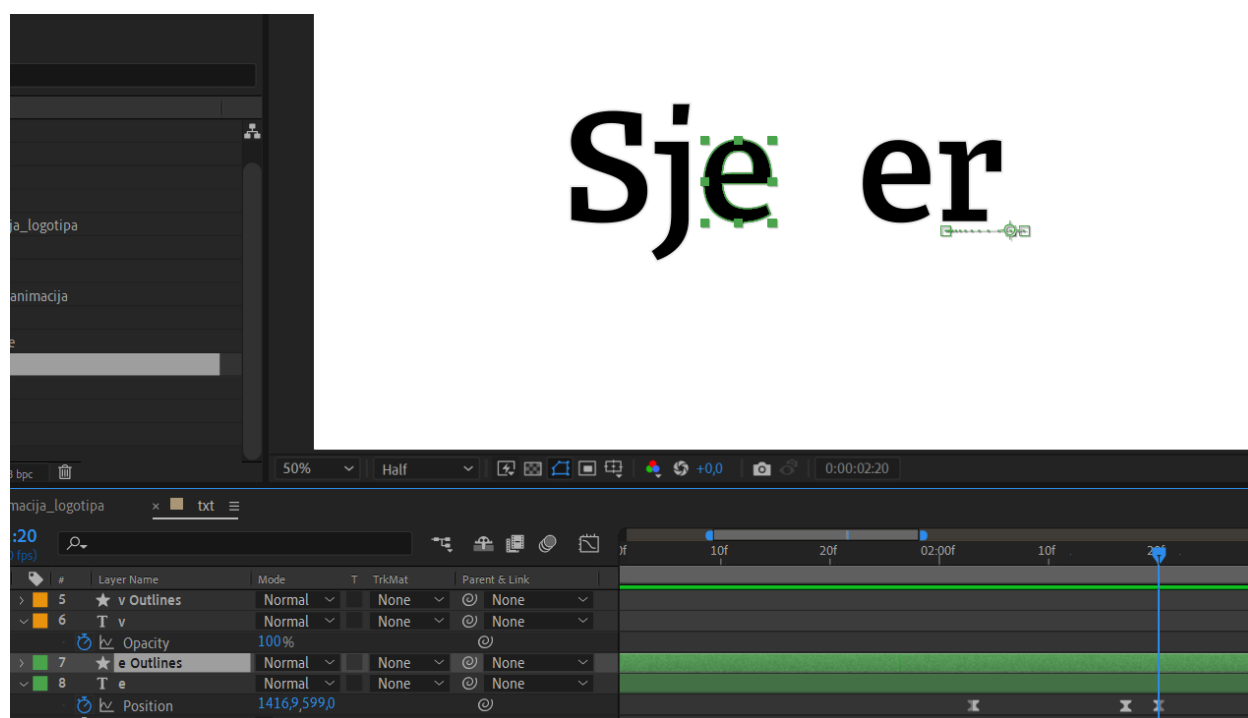 Sje er
ja_logotipa
animacija
e
bpc
50% Half +0,0 0:00:02:20
macija_logotipa × txt
:20
fps)
10f 20f 02:00f 10f 20f
# Layer Name Mode T TrkMat Parent & Link
5 v Outlines Normal None None
6 T v Normal None None
Opacity 100%
7 e Outlines Normal None None
8 T e Normal None None
Position 1416,9,599,0